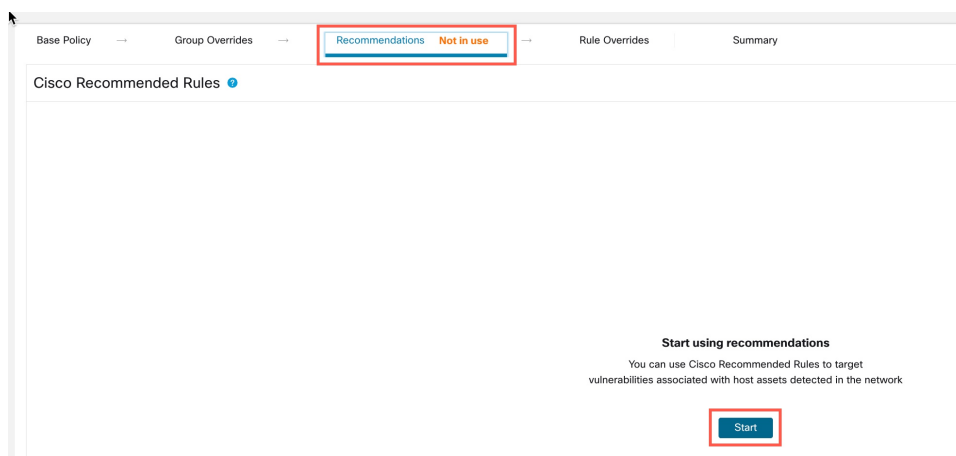 Base Policy → Group Overrides → Recommendations Not in use → Rule Overrides Summary
Cisco Recommended Rules ?
Start using recommendations
You can use Cisco Recommended Rules to target
vulnerabilities associated with host assets detected in the network
Start